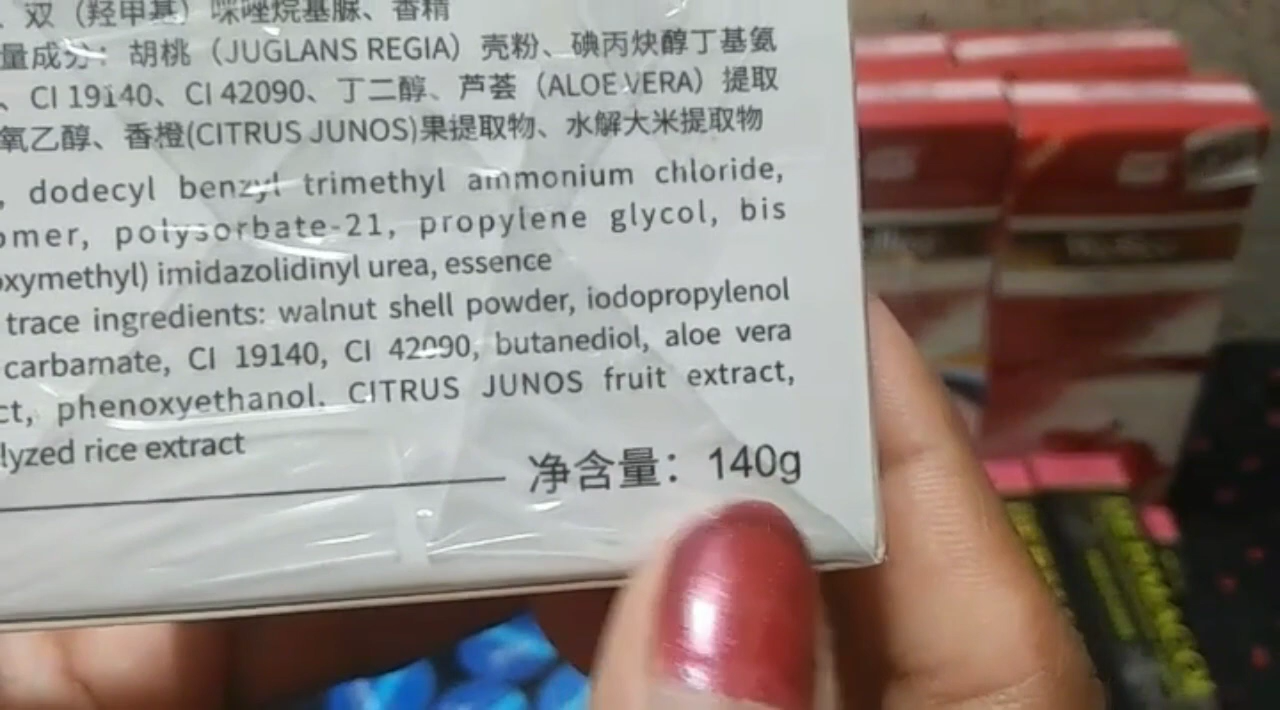 、双（羟甲基）咪唑烷基脲、香精
量成分：胡桃（JUGLANS REGIA）壳粉、碘丙炔醇丁基氨
、CI 19140、CI 42090、丁二醇、芦荟（ALOE VERA）提取
氧乙醇、香橙(CITRUS JUNOS)果提取物、水解大米提取物
, dodecyl benzyl trimethyl ammonium chloride,
omer, polysorbate-21, propylene glycol, bis
oxymethyl) imidazolidinyl urea, essence
trace ingredients: walnut shell powder, iodopropylenol
carbamate, CI 19140, CI 42090, butanediol, aloe vera
ct, phenoxyethanol. CITRUS JUNOS fruit extract,
lyzed rice extract
净含量：140g